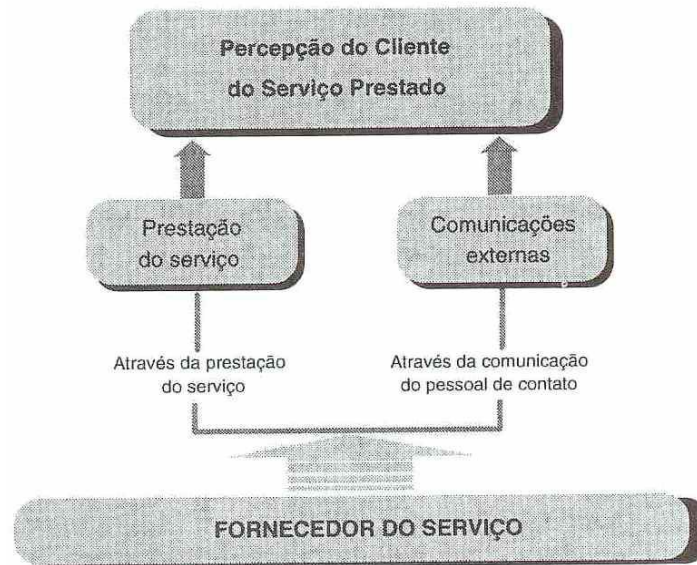 Percepção do Cliente
do Serviço Prestado
Prestação
do serviço
Comunicações
externas
Através da prestação
do serviço
Através da comunicação
do pessoal de contato
FORNECEDOR DO SERVIÇO